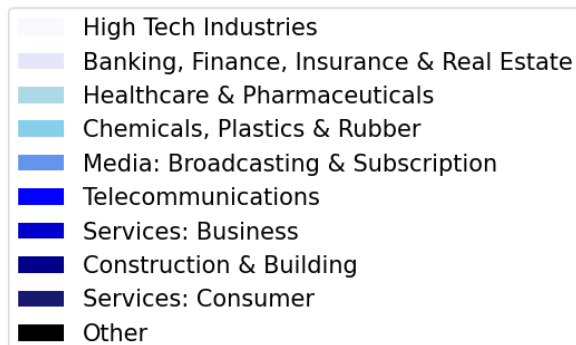 High Tech Industries
Banking, Finance, Insurance & Real Estate
Healthcare & Pharmaceuticals
Chemicals, Plastics & Rubber
Media: Broadcasting & Subscription
Telecommunications
Services: Business
Construction & Building
Services: Consumer
Other